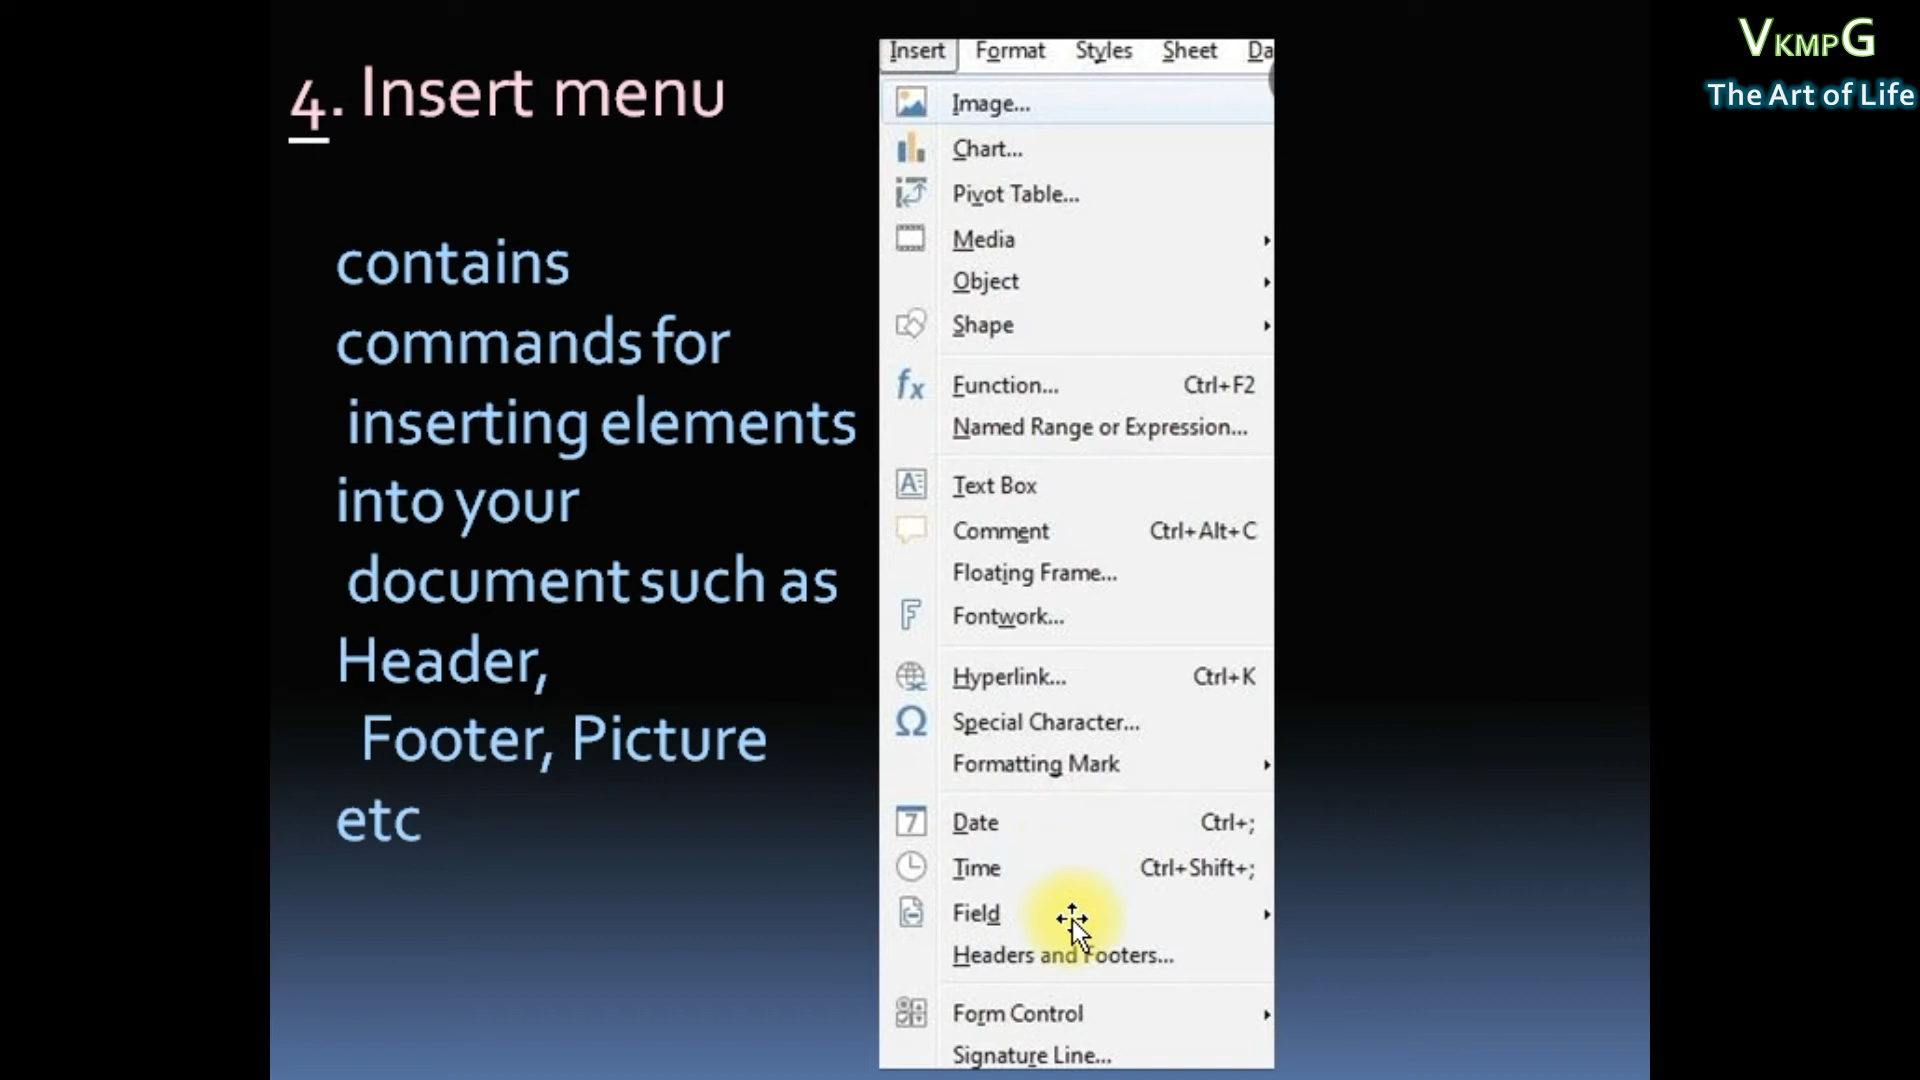 4. Insert menu
contains
commands for
inserting elements
into your
document such as
Header,
Footer, Picture
etc
Insert Format Styles Sheet Da
Image...
Chart...
Pivot Table...
Media
Object
Shape
Function... Ctrl+F2
Named Range or Expression...
Text Box
Comment Ctrl+Alt+C
Floating Frame...
Fontwork...
Hyperlink... Ctrl+K
Special Character...
Formatting Mark
Date Ctrl+;
Time Ctrl+Shift+;
Field
Headers and Footers...
Form Control
Signature Line...
VKMPG
The Art of Life